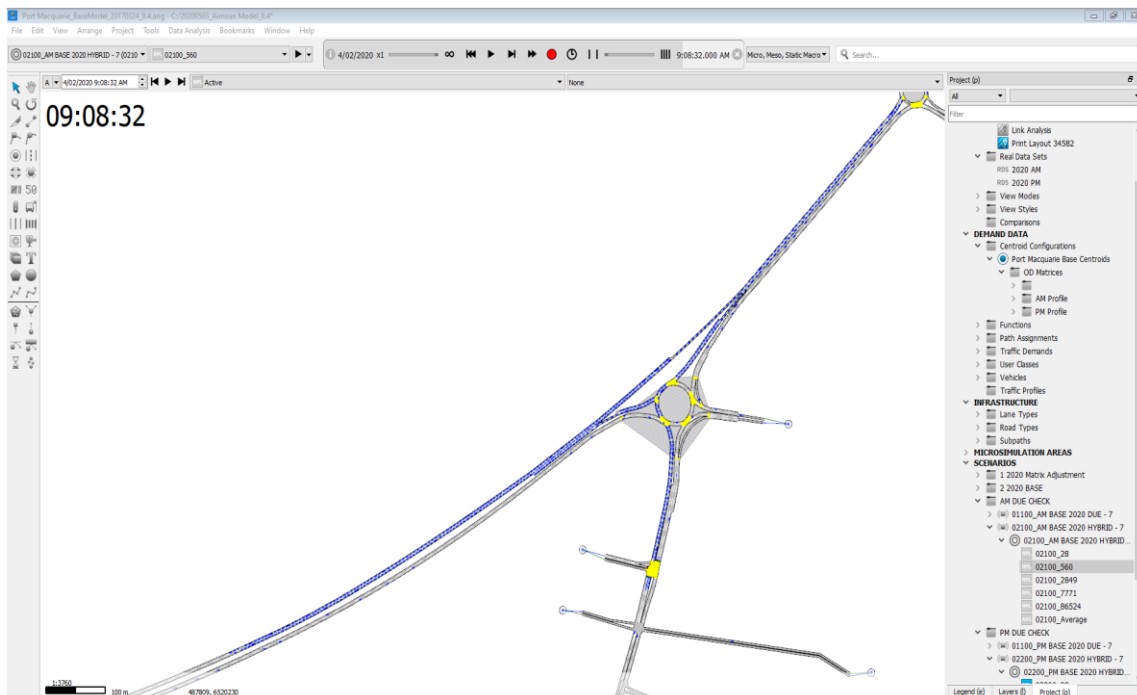 Port Macquarie_BaseModel_20170324_8.4.ang - C:/20200503_Aimsun Model_8.4*
File Edit View Arrange Project Tools Data Analysis Bookmarks Window Help
02100_AM BASE 2020 HYBRID - 7 (0210 02100_560 4/02/2020 x1 9:08:32.000 AM Micro, Meso, Static Macro Search...
A 4/02/2020 9:08:32 AM Active None
09:08:32
Project (p)
All
Filter
Link Analysis
Print Layout 34582
Real Data Sets
RDS 2020 AM
RDS 2020 PM
View Modes
View Styles
Comparisons
DEMAND DATA
Centroid Configurations
Port Macquarie Base Centroids
OD Matrices
AM Profile
PM Profile
Functions
Path Assignments
Traffic Demands
User Classes
Vehicles
Traffic Profiles
INFRASTRUCTURE
Lane Types
Road Types
Subpaths
MICROSIMULATION AREAS
SCENARIOS
1 2020 Matrix Adjustment
2 2020 BASE
AM DUE CHECK
01100_AM BASE 2020 DUE - 7
02100_AM BASE 2020 HYBRID - 7
02100_AM BASE 2020 HYBRID...
02100_28
02100_560
02100_2849
02100_7771
02100_86524
02100_Average
PM DUE CHECK
01100_PM BASE 2020 DUE - 7
02200_PM BASE 2020 HYBRID - 7
02200_PM BASE 2020 HYBRID...
1:3760
100 m. 487809, 6520230
Legend (e) Layers (l) Project (p)